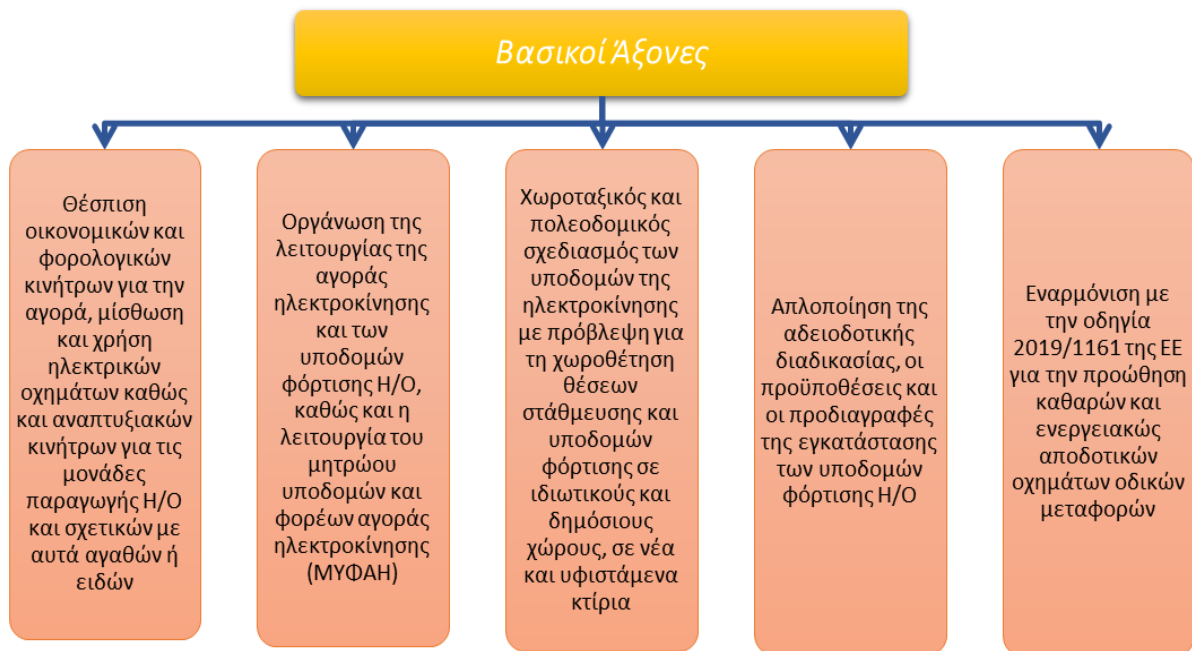 Βασικοί Άξονες
Θέσπιση
οικονομικών και
φορολογικών
κινήτρων για την
αγορά, μίσθωση
και χρήση
ηλεκτρικών
οχημάτων καθώς
και αναπτυξιακών
κινήτρων για τις
μονάδες
παραγωγής Η/Ο
και σχετικών με
αυτά αγαθών ή
ειδών
Οργάνωση της
λειτουργίας της
αγοράς
ηλεκτροκίνησης
και των
υποδομών
φόρτισης Η/Ο,
καθώς και η
λειτουργία του
μητρώου
υποδομών και
φορέων αγοράς
ηλεκτροκίνησης
(ΜΥΦΑΗ)
Χωροταξικός και
πολεοδομικός
σχεδιασμός των
υποδομών της
ηλεκτροκίνησης
με πρόβλεψη για
τη χωροθέτηση
θέσεων
στάθμευσης και
υποδομών
φόρτισης σε
ιδιωτικούς και
δημόσιους
χώρους, σε νέα
και υφιστάμενα
κτίρια
Απλοποίηση της
αδειοδοτικής
διαδικασίας, οι
προϋποθέσεις και
οι προδιαγραφές
της εγκατάστασης
των υποδομών
φόρτισης Η/Ο
Εναρμόνιση με
την οδηγία
2019/1161 της ΕΕ
για την προώθηση
καθαρών και
ενεργειακώς
αποδοτικών
οχημάτων οδικών
μεταφορών